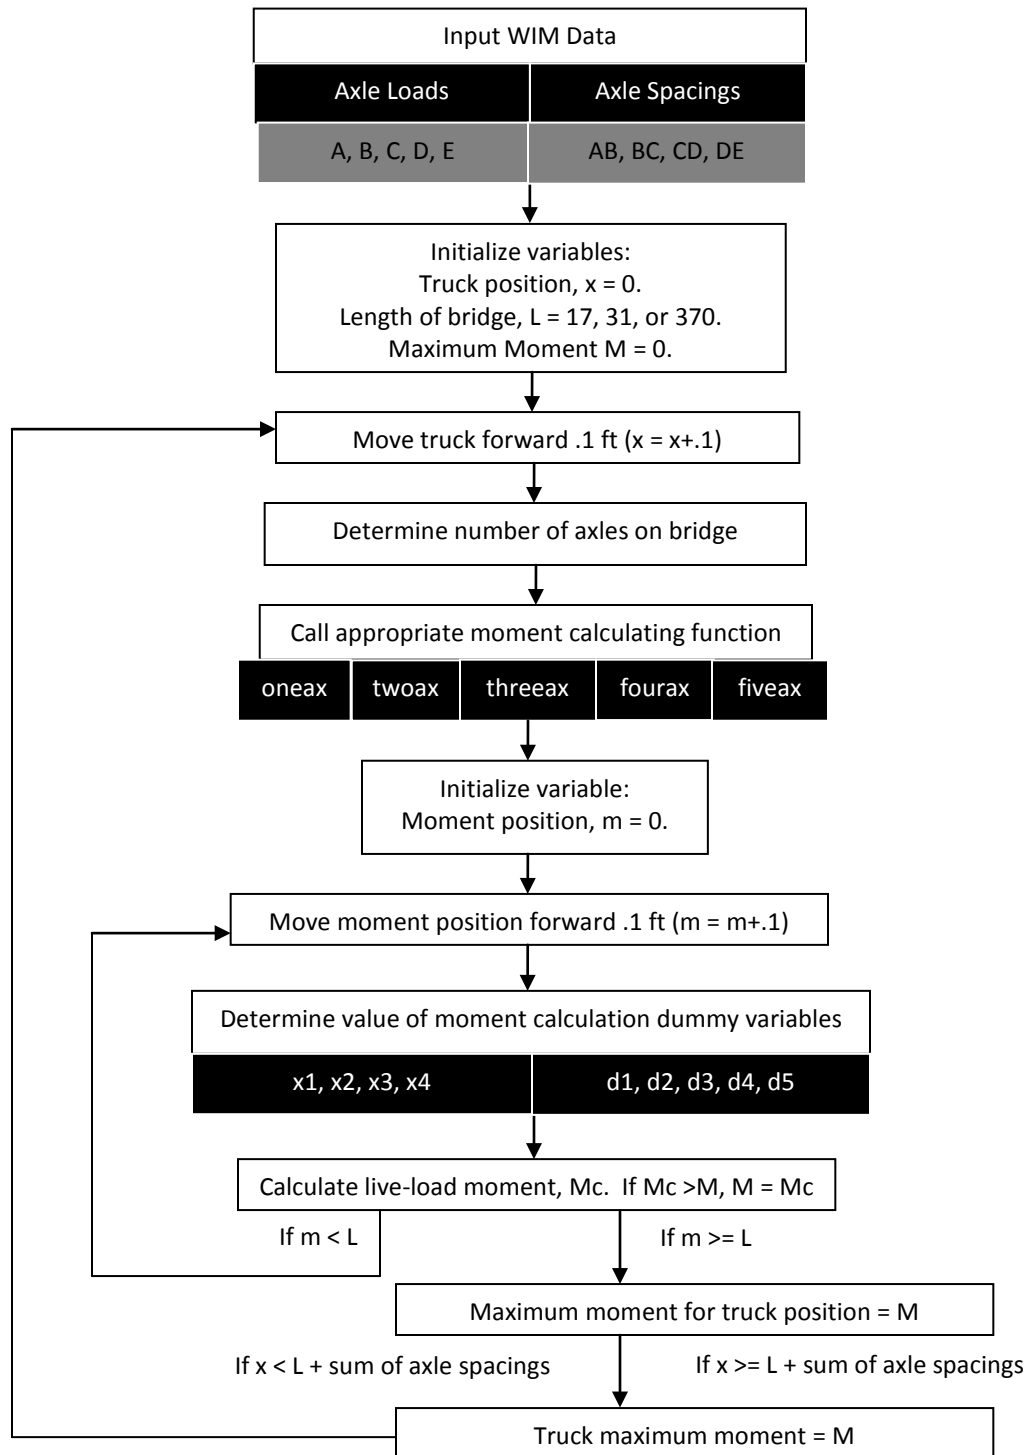 Input WIM Data
Axle Loads
Axle Spacings
A, B, C, D, E
AB, BC, CD, DE
Initialize variables:
Truck position, x = 0.
Length of bridge, L = 17, 31, or 370.
Maximum Moment M = 0.
Move truck forward .1 ft (x = x+.1)
Determine number of axles on bridge
Call appropriate moment calculating function
oneax
twoax
threeax
fourax
fiveax
Initialize variable:
Moment position, m = 0.
Move moment position forward .1 ft (m = m+.1)
Determine value of moment calculation dummy variables
x1, x2, x3, x4
d1, d2, d3, d4, d5
Calculate live-load moment, Mc.  If Mc >M, M = Mc
If m < L
If m >= L
Maximum moment for truck position = M
If x < L + sum of axle spacings
If x >= L + sum of axle spacings
Truck maximum moment = M